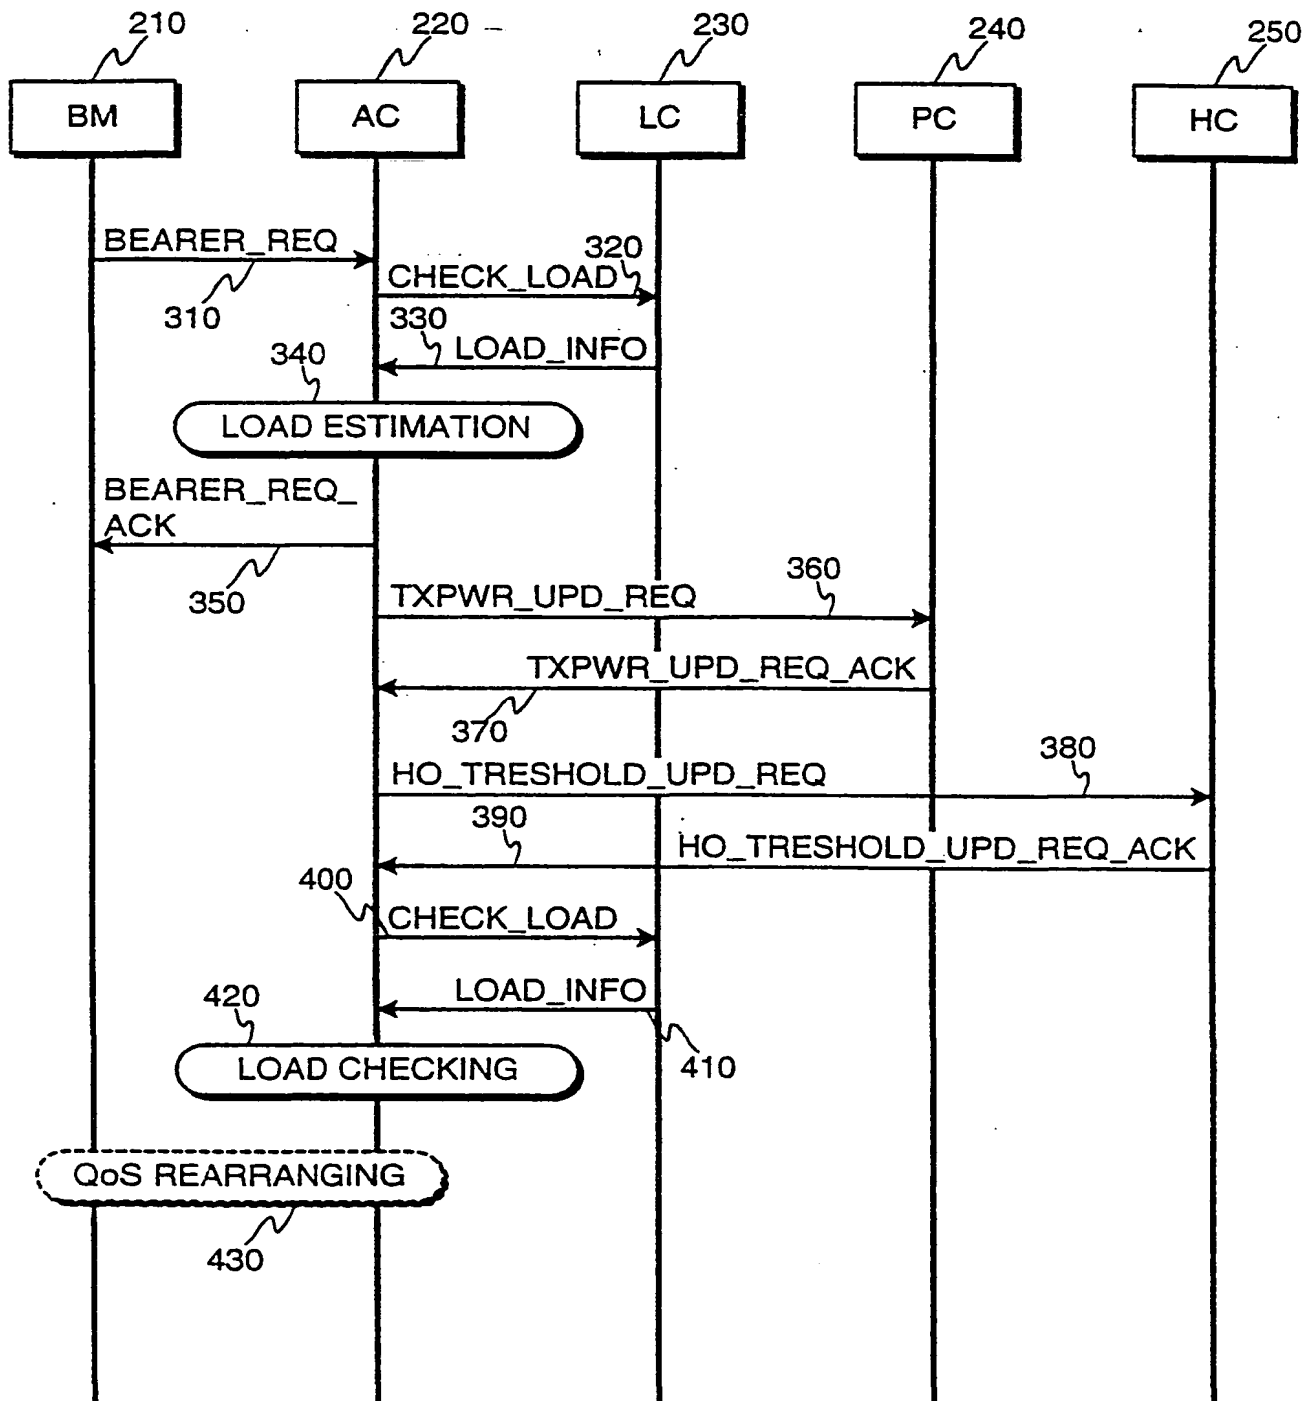 210 220 230 240 250
BM AC LC PC HC
BEARER_REQ
310
320
CHECK_LOAD
330
LOAD_INFO
340
LOAD ESTIMATION
BEARER_REQ_
ACK
350
360
TXPWR_UPD_REQ
TXPWR_UPD_REQ_ACK
370
380
HO_TRESHOLD_UPD_REQ
390
HO_TRESHOLD_UPD_REQ_ACK
400
CHECK_LOAD
LOAD_INFO
410
420
LOAD CHECKING
QoS REARRANGING
430